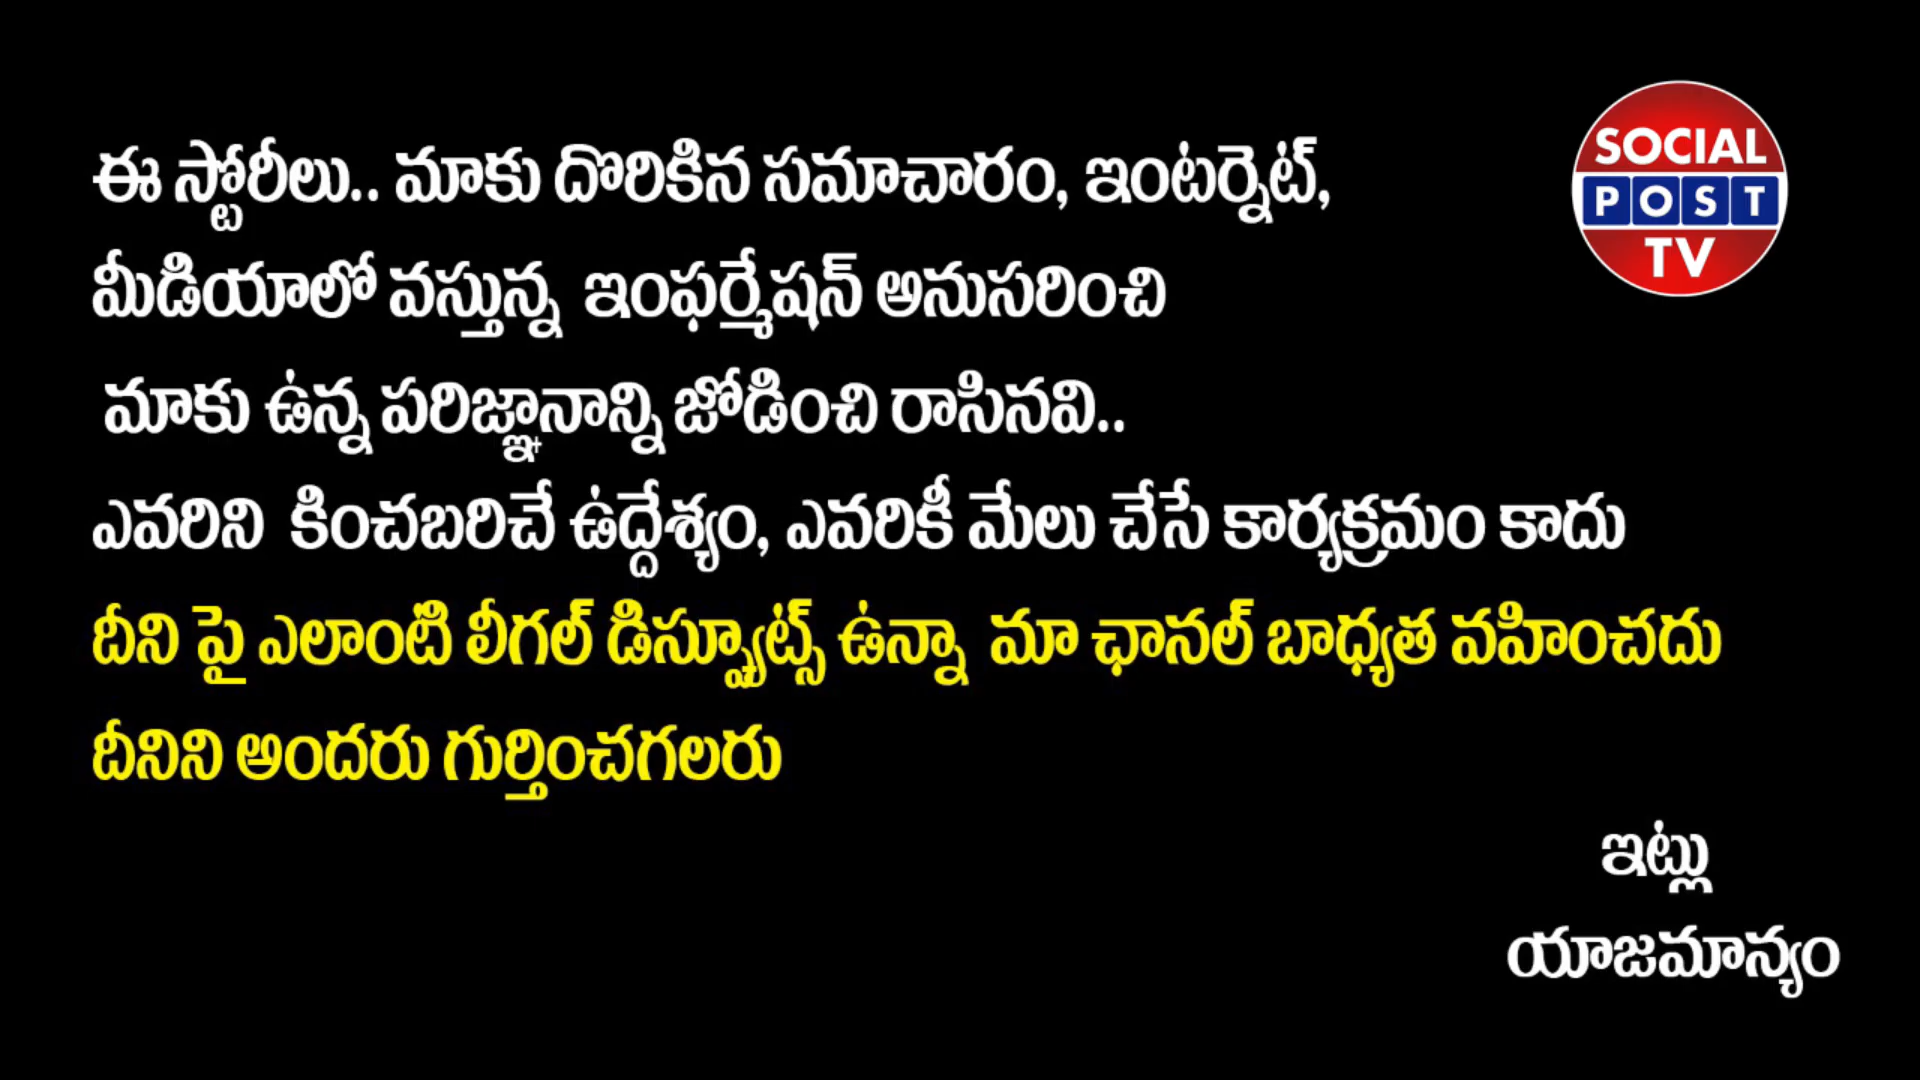 SOCIAL
POST
TV
ఈ స్టోరీలు.. మాకు దొరికిన సమాచారం, ఇంటర్నెట్,
మీడియాలో వస్తున్న ఇంఫర్మేషన్ అనుసరించి
మాకు ఉన్న పరిజ్ఞానాన్ని జోడించి రాసినవి..
ఎవరిని కించబరిచే ఉద్దేశ్యం, ఎవరికీ మేలు చేసే కార్యక్రమం కాదు
దీని పై ఎలాంటి లీగల్ డిస్ప్యూట్స్ ఉన్నా మా ఛానల్ బాధ్యత వహించదు
దీనిని అందరు గుర్తించగలరు
ఇట్లు
యాజమాన్యం